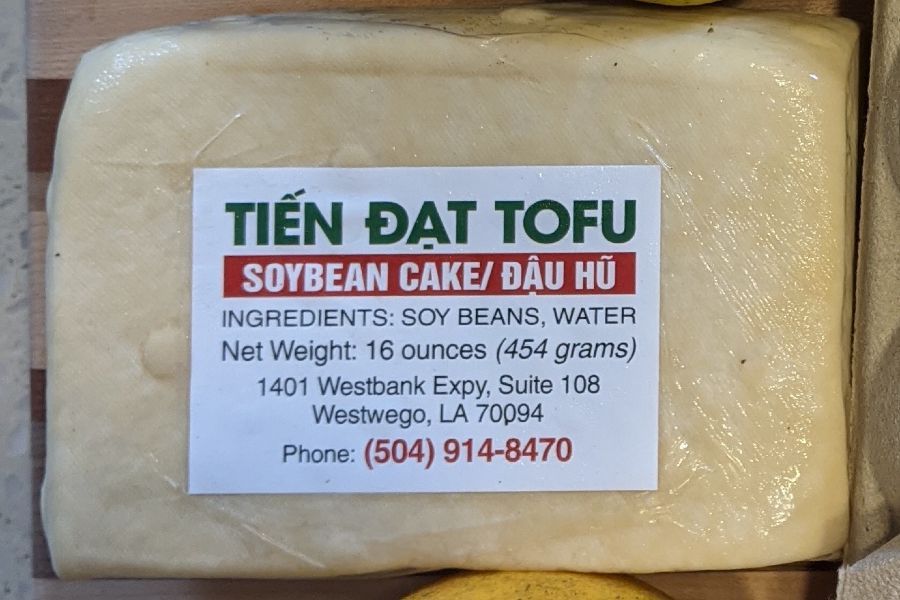 TIẾN ĐẠT TOFU
SOYBEAN CAKE/ ĐẬU HŨ
INGREDIENTS: SOY BEANS, WATER
Net Weight: 16 ounces (454 grams)
1401 Westbank Expy, Suite 108
Westwego, LA 70094
Phone: (504) 914-8470